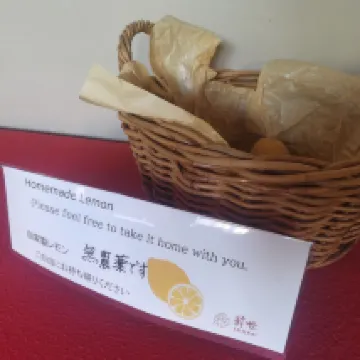 Homemade Lemon
Please feel free to take it home with you.
自家製レモン 無農薬です
ご自由にお持ち帰りください